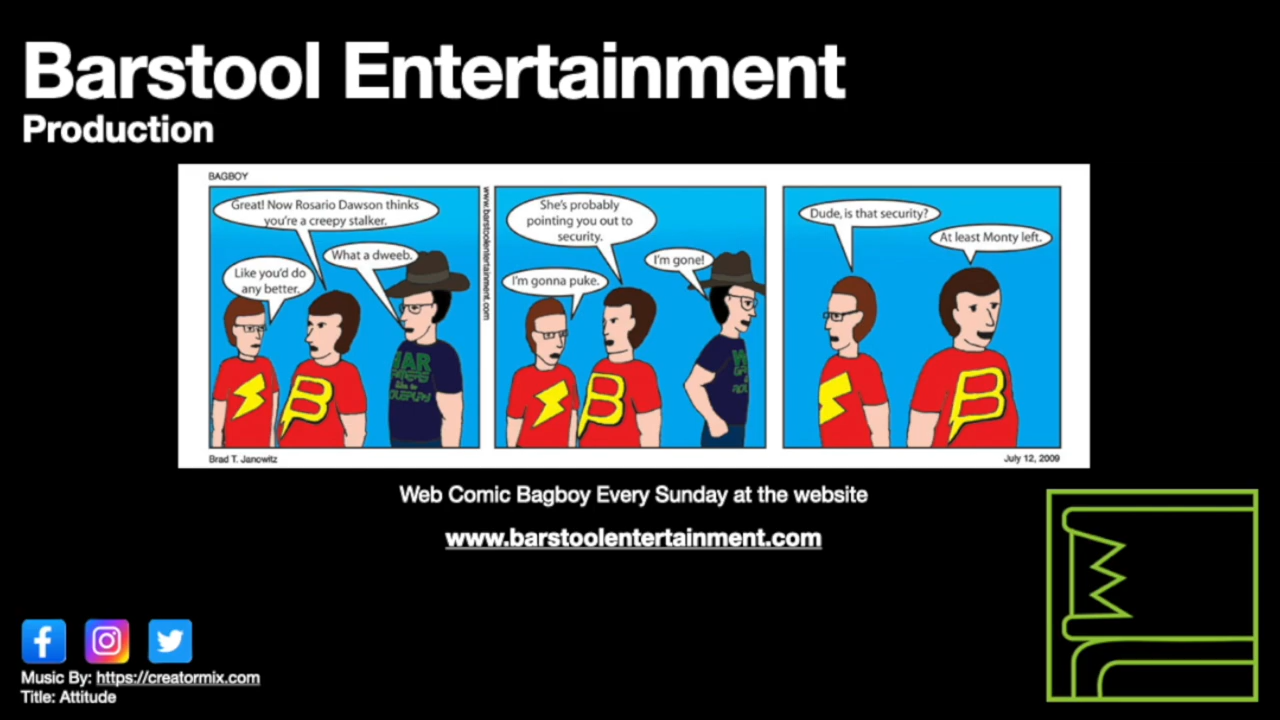 Barstool Entertainment
Production
BAGBOY
Great! Now Rosario Dawson thinks
you're a creepy stalker.
What a dweeb.
Like you'd do
any better.
www.barstoolentertainment.com
She's probably
pointing you out to
security.
I'm gone!
I'm gonna puke.
Dude, is that security?
At least Monty left.
Brad T. Janowitz
July 12, 2009
Web Comic Bagboy Every Sunday at the website
www.barstoolentertainment.com
Music By: https://creatormix.com
Title: Attitude